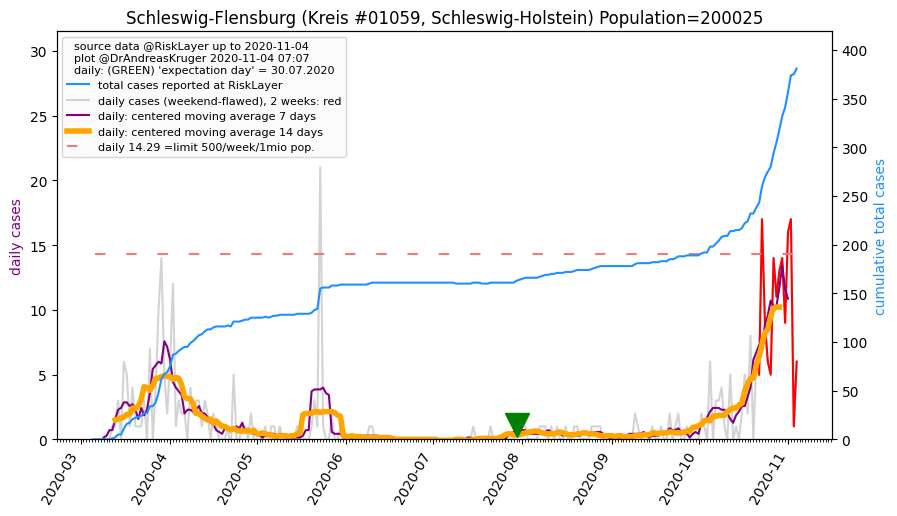 Schleswig-Flensburg (Kreis #01059, Schleswig-Holstein) Population=200025
source data @RiskLayer up to 2020-11-04
plot @DrAndreasKruger 2020-11-04 07:07
daily: (GREEN) 'expectation day' = 30.07.2020
total cases reported at RiskLayer
daily cases (weekend-flawed), 2 weeks: red
daily: centered moving average 7 days
daily: centered moving average 14 days
daily 14.29 =limit 500/week/1mio pop.
daily cases
30
25
20
15
10
5
0
cumulative total cases
400
350
300
250
200
150
100
50
0
2020-03
2020-04
2020-05
2020-06
2020-07
2020-08
2020-09
2020-10
2020-11